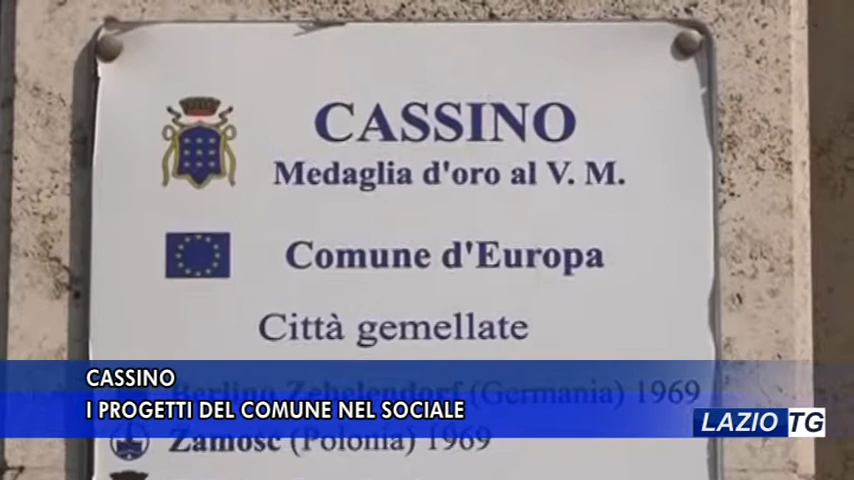 CASSINO
Medaglia d'oro al V. M.
Comune d'Europa
Città gemellate
Berlino Zehelendorf (Germania) 1969
Zamosc (Polonia) 1969
CASSINO
I PROGETTI DEL COMUNE NEL SOCIALE
LAZIO TG